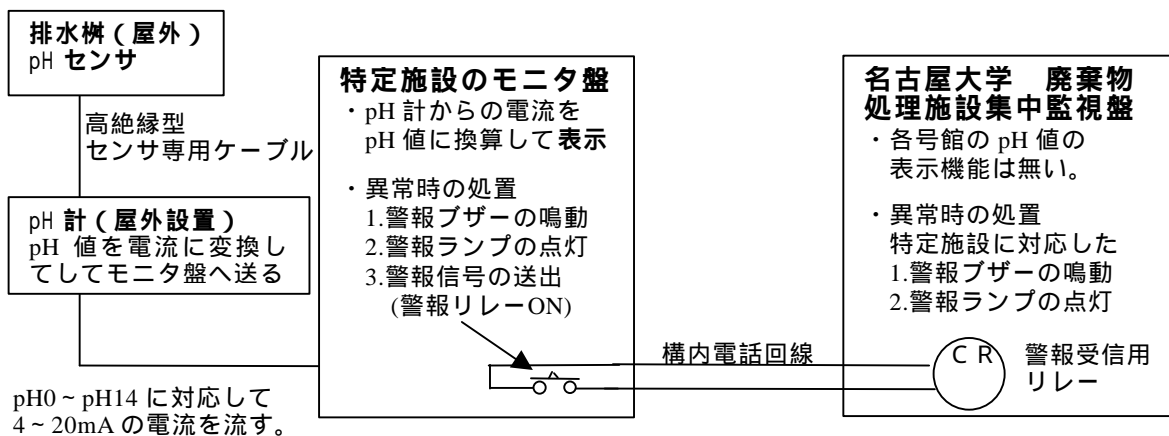 排水桝(屋外)
pH センサ
高絶縁型
センサ専用ケーブル
pH 計(屋外設置)
pH 値を電流に変換し
てしてモニタ盤へ送る
pH0~pH14 に対応して
4~20mA の電流を流す。
特定施設のモニタ盤
・pH 計からの電流を
pH 値に換算して表示
・異常時の処置
1.警報ブザーの鳴動
2.警報ランプの点灯
3.警報信号の送出
(警報リレーON)
構内電話回線
名古屋大学 廃棄物
処理施設集中監視盤
・各号館の pH 値の
表示機能は無い。
・異常時の処置
特定施設に対応した
1.警報ブザーの鳴動
2.警報ランプの点灯
CR
警報受信用
リレー